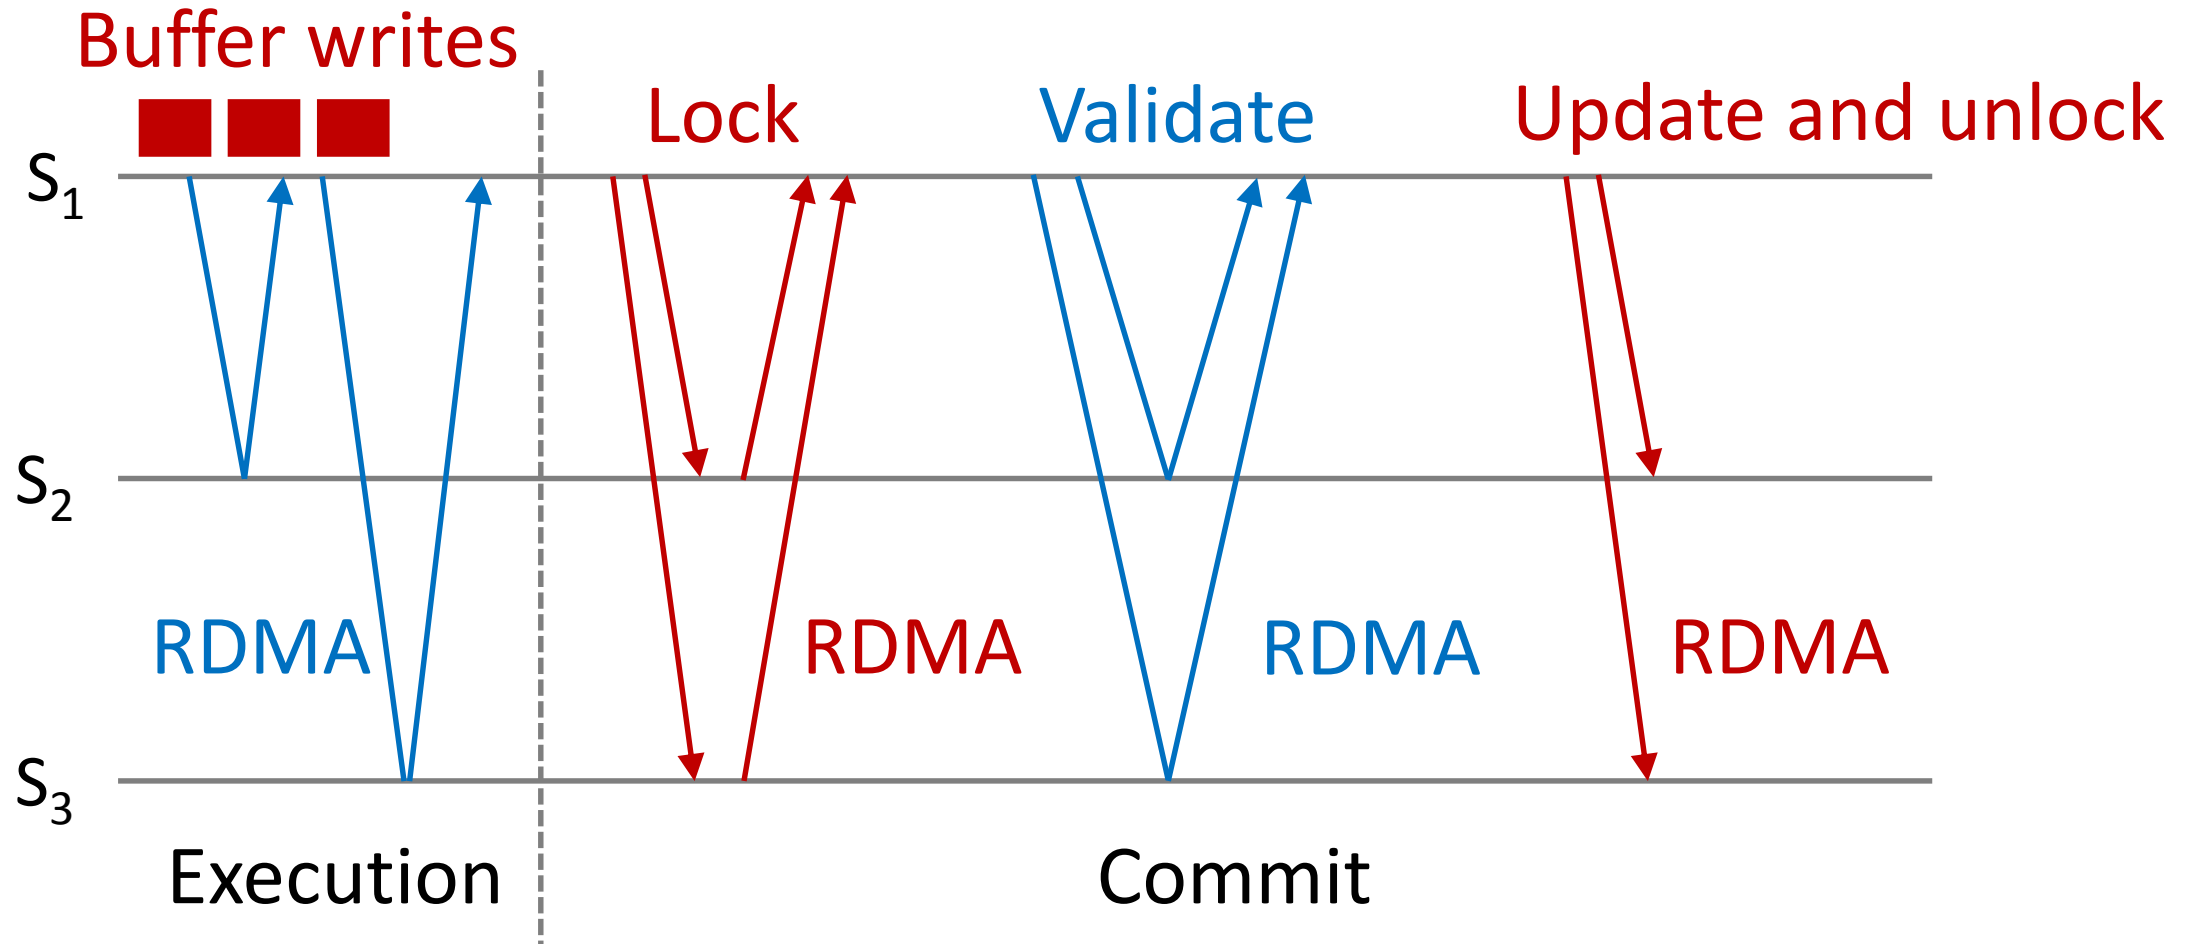 Buffer writes
Lock
Validate
Update and unlock
S1
S2
RDMA
RDMA
RDMA
RDMA
S3
Execution
Commit